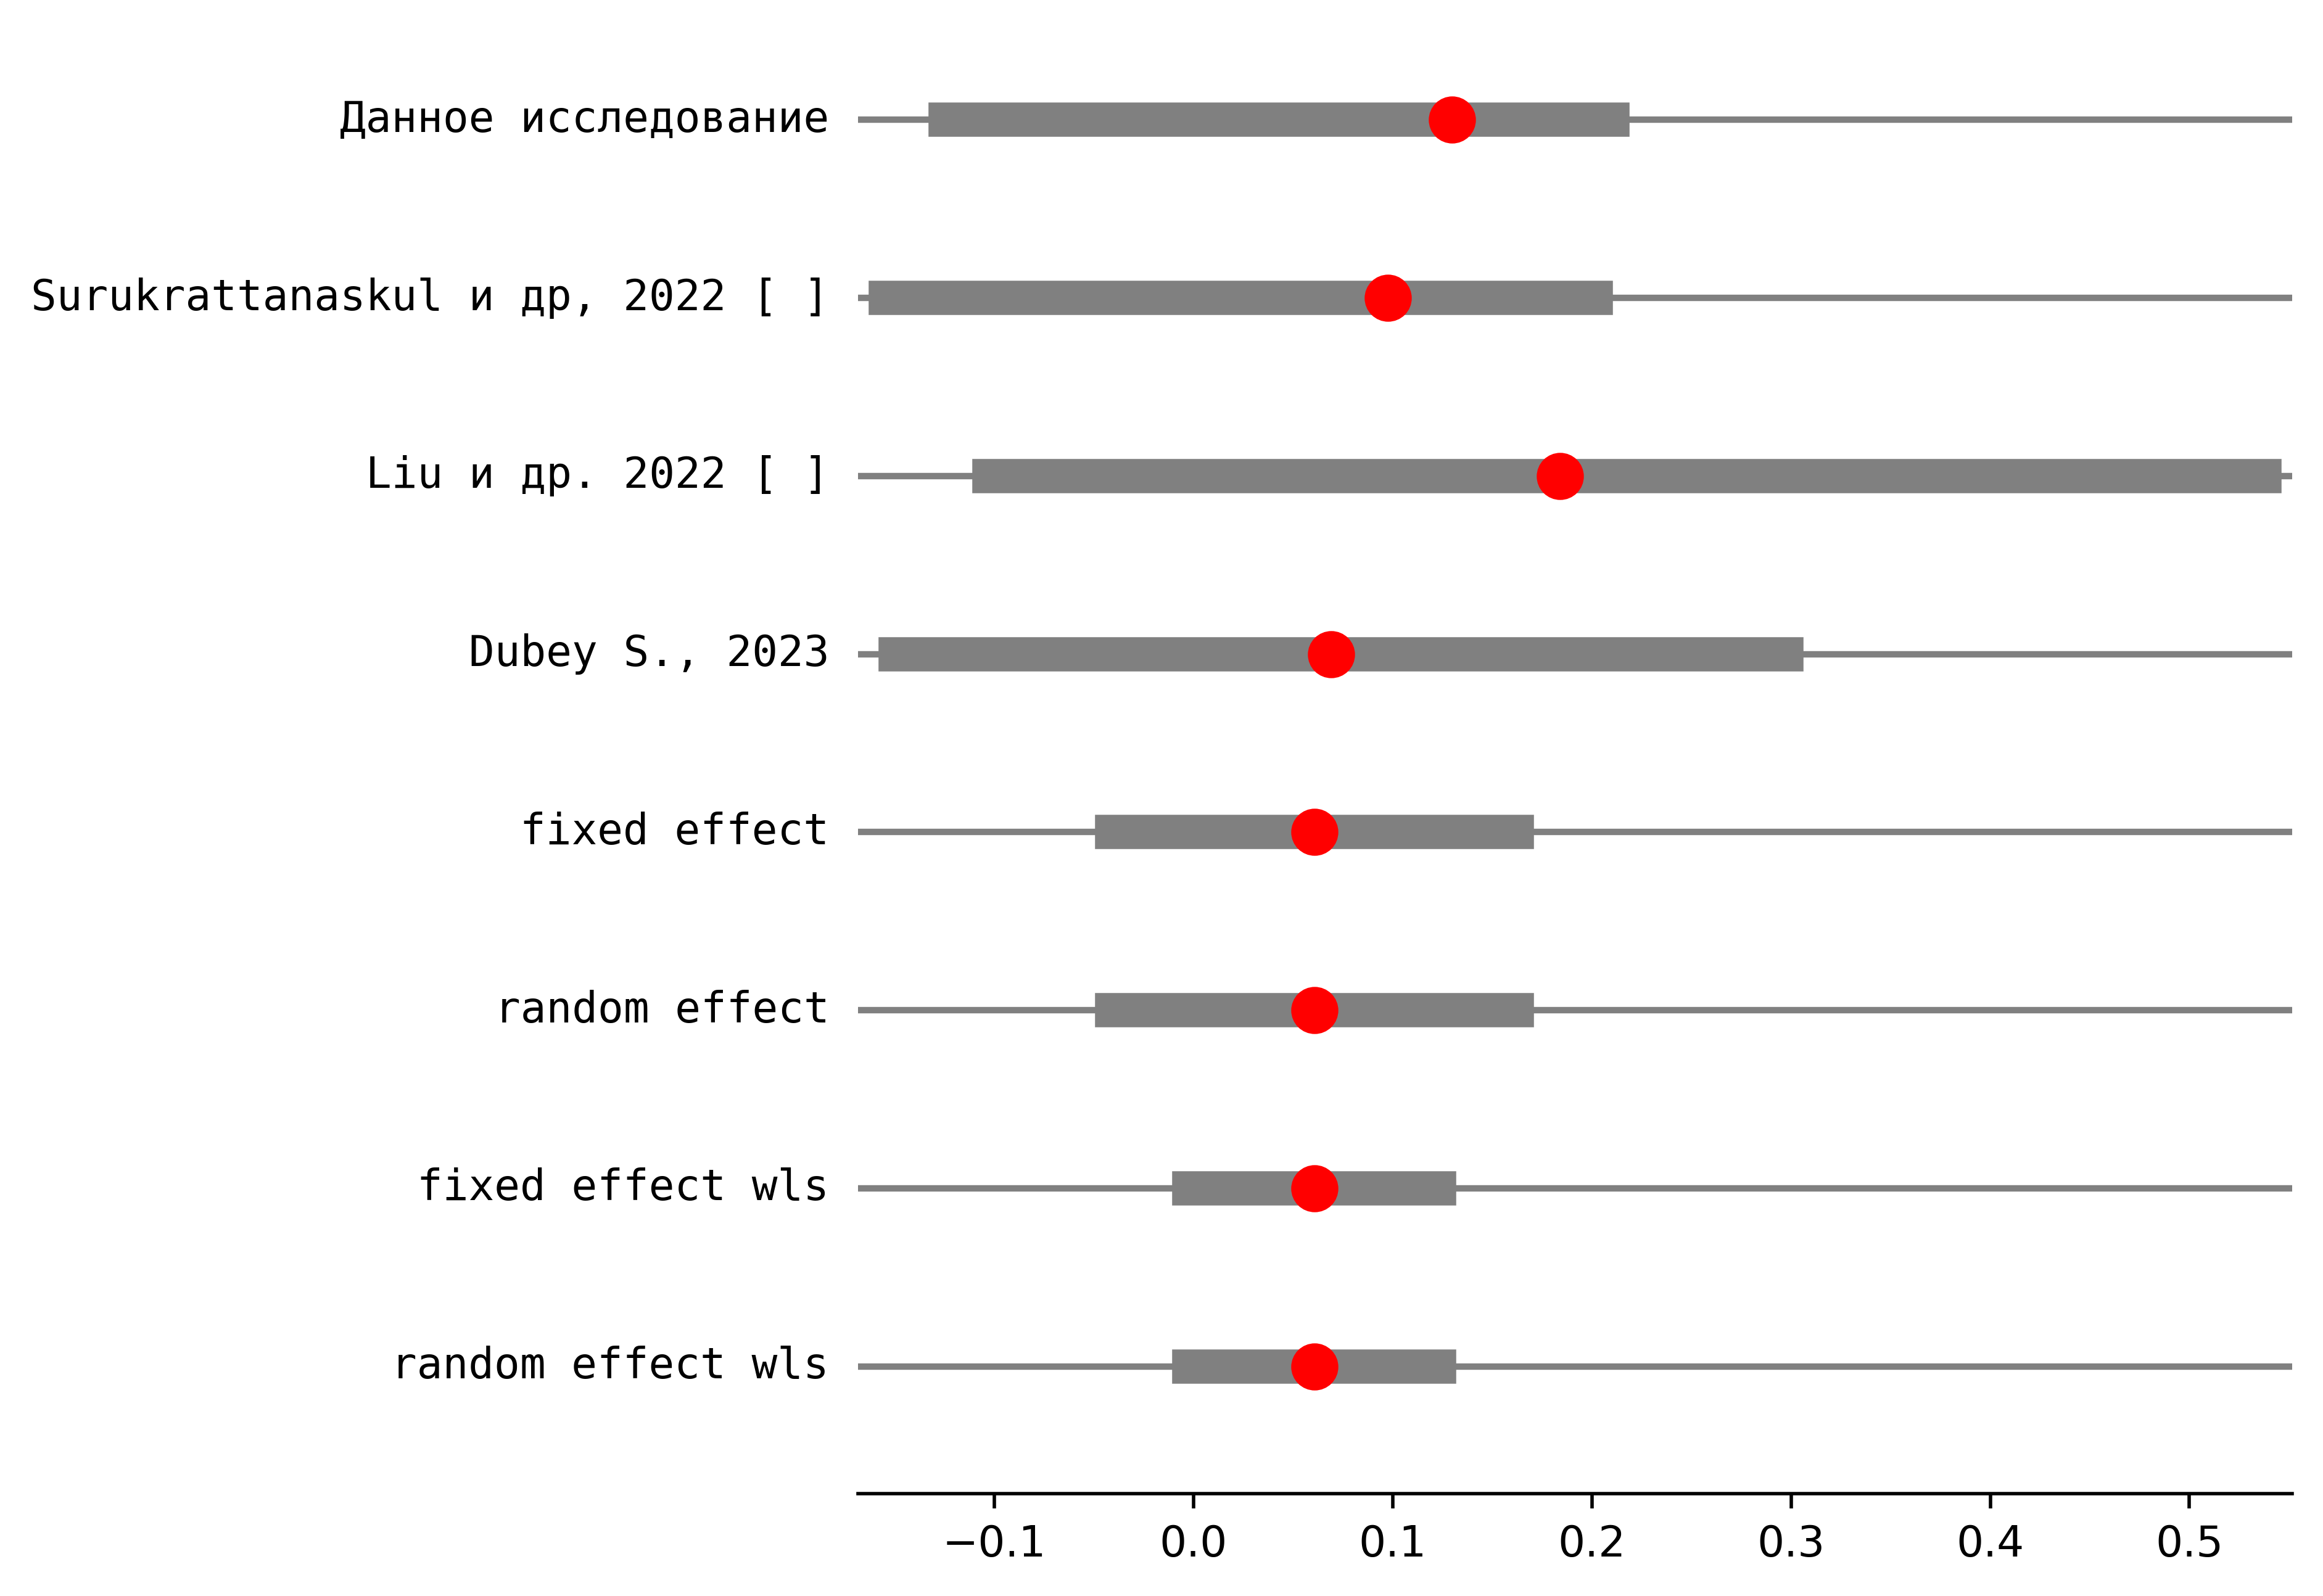 Данное исследование
Surukrattanaskul и др, 2022 [ ]
Liu и др. 2022 [ ]
Dubey S., 2023
fixed effect
random effect
fixed effect wls
random effect wls
−0.1 0.0 0.1 0.2 0.3 0.4 0.5